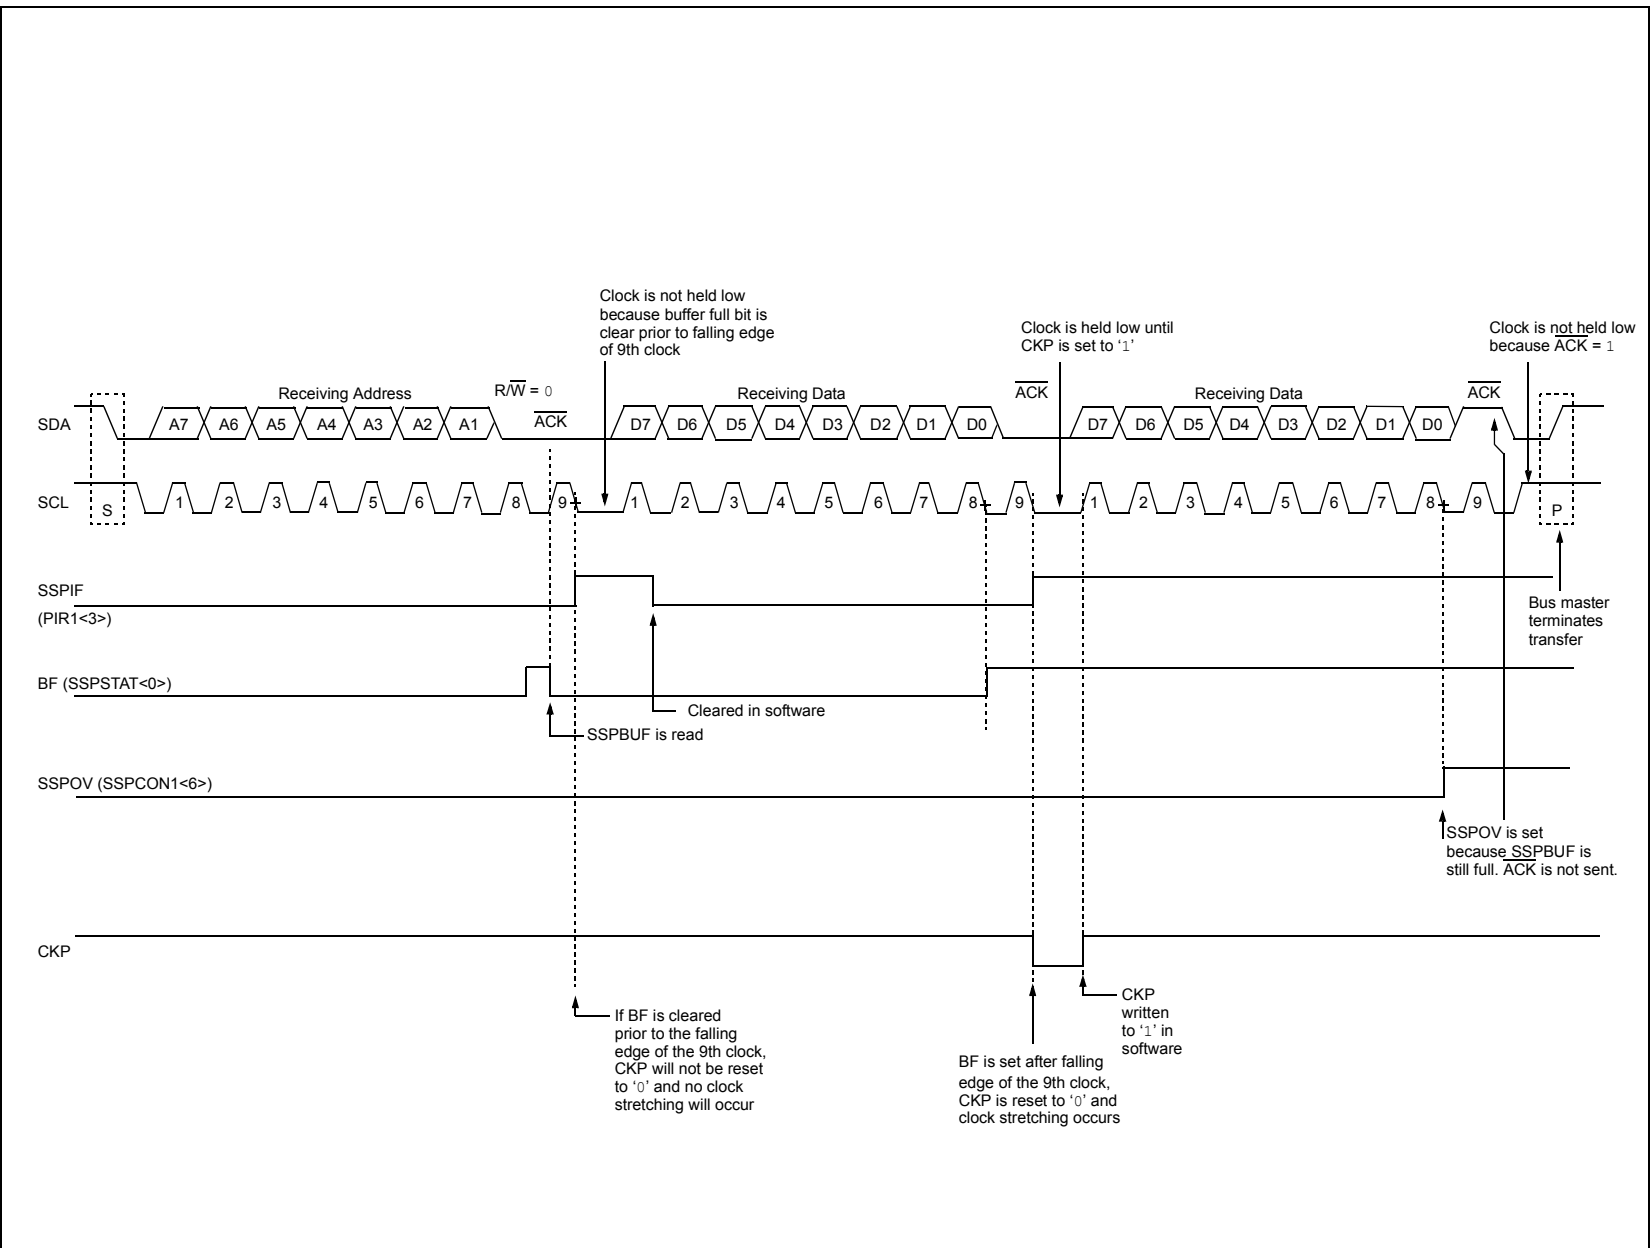 Clock is not held low
because buffer full bit is
clear prior to falling edge
of 9th clock
Clock is held low until
CKP is set to ‘1’
Clock is not held low
because ACK = 1
Receiving Address
R/W = 0
ACK
Receiving Data
ACK
Receiving Data
ACK
SDA
A7 A6 A5 A4 A3 A2 A1
D7 D6 D5 D4 D3 D2 D1 D0
D7 D6 D5 D4 D3 D2 D1 D0
SCL
S
1 2 3 4 5 6 7 8 9
1 2 3 4 5 6 7 8 9
1 2 3 4 5 6 7 8 9
P
SSPIF
(PIR1<3>)
Bus master
terminates
transfer
BF (SSPSTAT<0>)
Cleared in software
SSPBUF is read
SSPOV (SSPCON1<6>)
SSPOV is set
because SSPBUF is
still full. ACK is not sent.
CKP
If BF is cleared
prior to the falling
edge of the 9th clock,
CKP will not be reset
to ‘0’ and no clock
stretching will occur
BF is set after falling
edge of the 9th clock,
CKP is reset to ‘0’ and
clock stretching occurs
CKP
written
to ‘1’ in
software